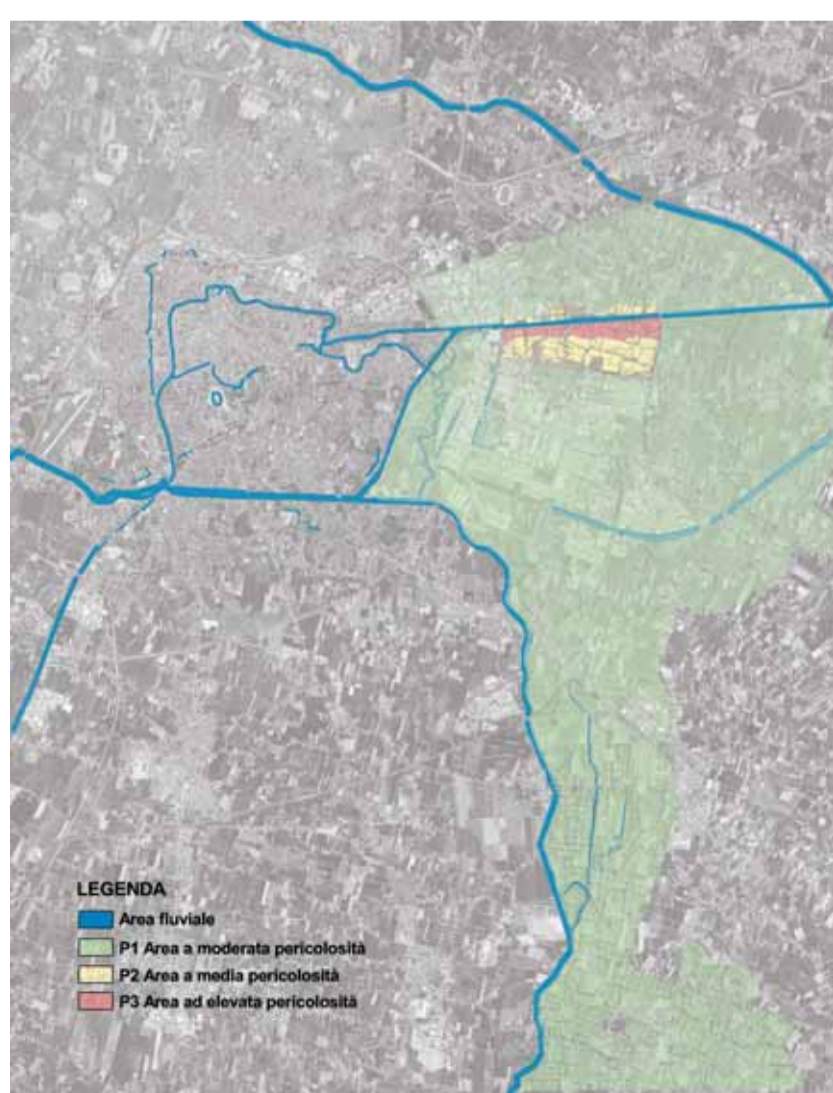 LEGENDA
Area fluviale
P1 Area a moderata pericolosità
P2 Area a media pericolosità
P3 Area ad elevata pericolosità